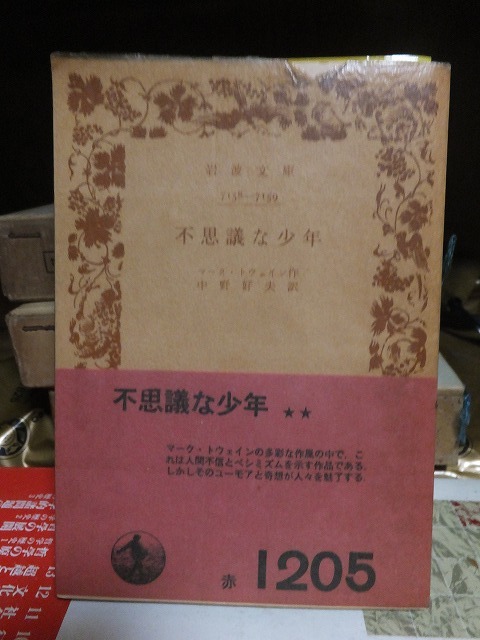 岩波文庫
7158—7159
不思議な少年
マーク・トウェイン作
中野好夫訳
不思議な少年 ★★
マーク・トウェインの多彩な作風の中で、こ
れは人間不信とペシミズムを示す作品である.
しかしそのユーモアと奇想が人々を魅了する.
赤 1205